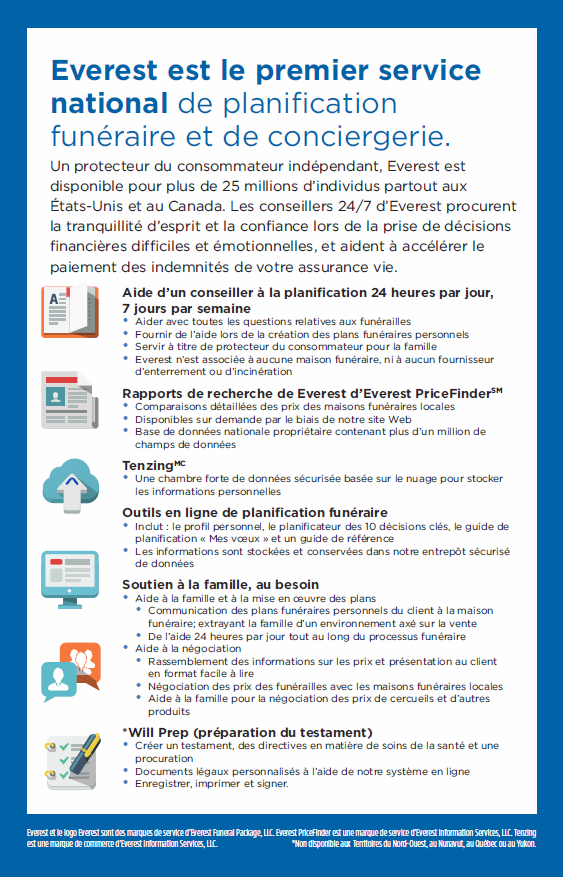 Everest est le premier service
national de planification
funéraire et de conciergerie.
Un protecteur du consommateur indépendant, Everest est
disponible pour plus de 25 millions d'individus partout aux
États-Unis et au Canada. Les conseillers 24/7 d'Everest procurent
la tranquillité d'esprit et la confiance lors de la prise de décisions
financières difficiles et émotionnelles, et aident à accélérer le
paiement des indemnités de votre assurance vie.
Aide d'un conseiller à la planification 24 heures par jour,
7 jours par semaine
• Aider avec toutes les questions relatives aux funérailles
• Fournir de l'aide lors de la création des plans funéraires personnels
• Servir à titre de protecteur du consommateur pour la famille
• Everest n'est associée à aucune maison funéraire, ni à aucun fournisseur
d'enterrement ou d'incinération
Rapports de recherche de Everest d'Everest PriceFinderSM
• Comparaisons détaillées des prix des maisons funéraires locales
• Disponibles sur demande par le biais de notre site Web
• Base de données nationale propriétaire contenant plus d'un million de
champs de données
TenzingMC
• Une chambre forte de données sécurisée basée sur le nuage pour stocker
les informations personnelles
Outils en ligne de planification funéraire
• Inclut : le profil personnel, le planificateur des 10 décisions clés, le guide de
planification « Mes vœux » et un guide de référence
• Les informations sont stockées et conservées dans notre entrepôt sécurisé
de données
Soutien à la famille, au besoin
• Aide à la famille et à la mise en œuvre des plans
• Communication des plans funéraires personnels du client à la maison
funéraire; extrayant la famille d'un environnement axé sur la vente
• De l'aide 24 heures par jour tout au long du processus funéraire
• Aide à la négociation
• Rassemblement des informations sur les prix et présentation au client
en format facile à lire
• Négociation des prix des funérailles avec les maisons funéraires locales
• Aide à la famille pour la négociation des prix de cercueils et d'autres
produits
*Will Prep (préparation du testament)
• Créer un testament, des directives en matière de soins de la santé et une
procuration
• Documents légaux personnalisés à l'aide de notre système en ligne
• Enregistrer, imprimer et signer.
A
Everest et le logo Everest sont des marques de service d'Everest Funeral Package, LLC. Everest PriceFinder est une marque de service d'Everest Information Services, LLC. Tenzing
est une marque de commerce d'Everest Information Services, LLC. *Non disponible aux Territoires du Nord-Ouest, au Nunavut, au Québec ou au Yukon.